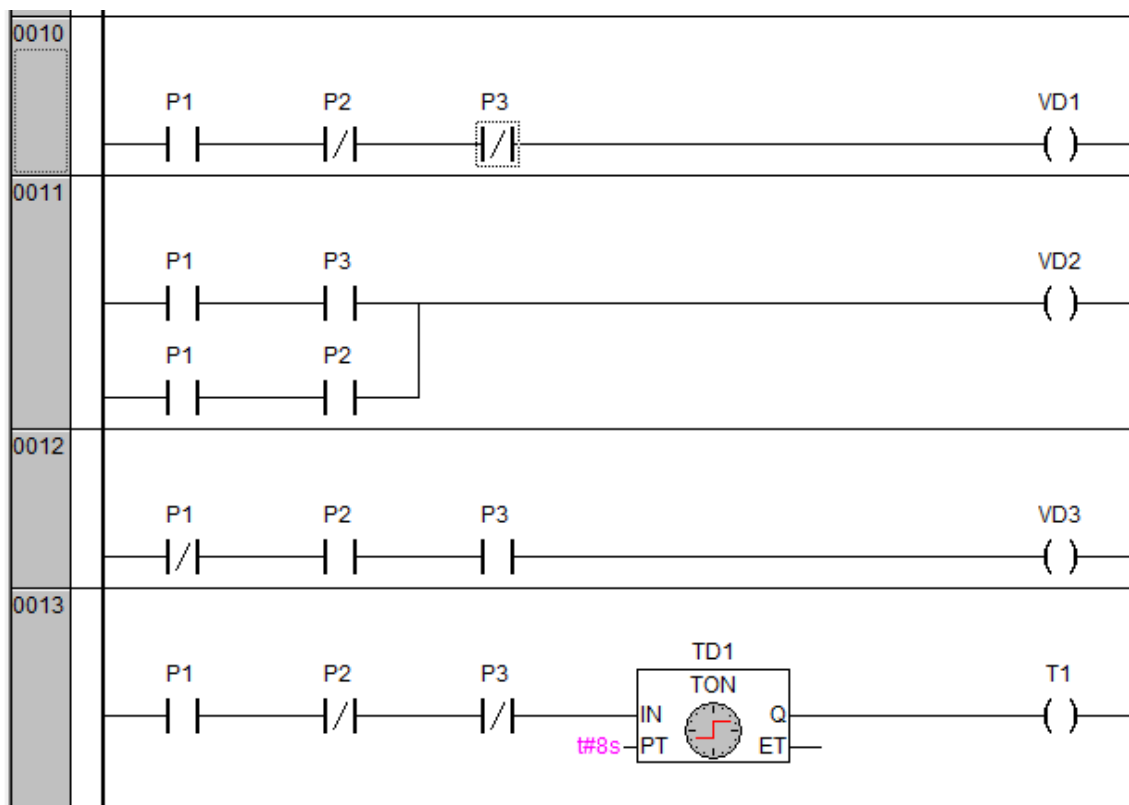 0010
P1 P2 P3 VD1
0011
P1 P3 VD2
P1 P2
0012
P1 P2 P3 VD3
0013
TD1
P1 P2 P3 TON T1
IN Q
t#8s PT ET